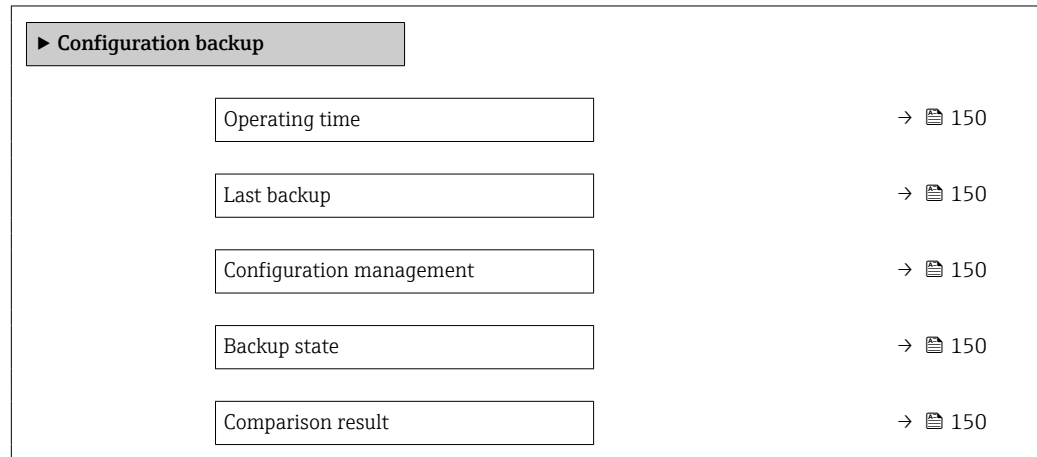 ▶ Configuration backup
Operating time → 🖹 150
Last backup → 🖹 150
Configuration management → 🖹 150
Backup state → 🖹 150
Comparison result → 🖹 150